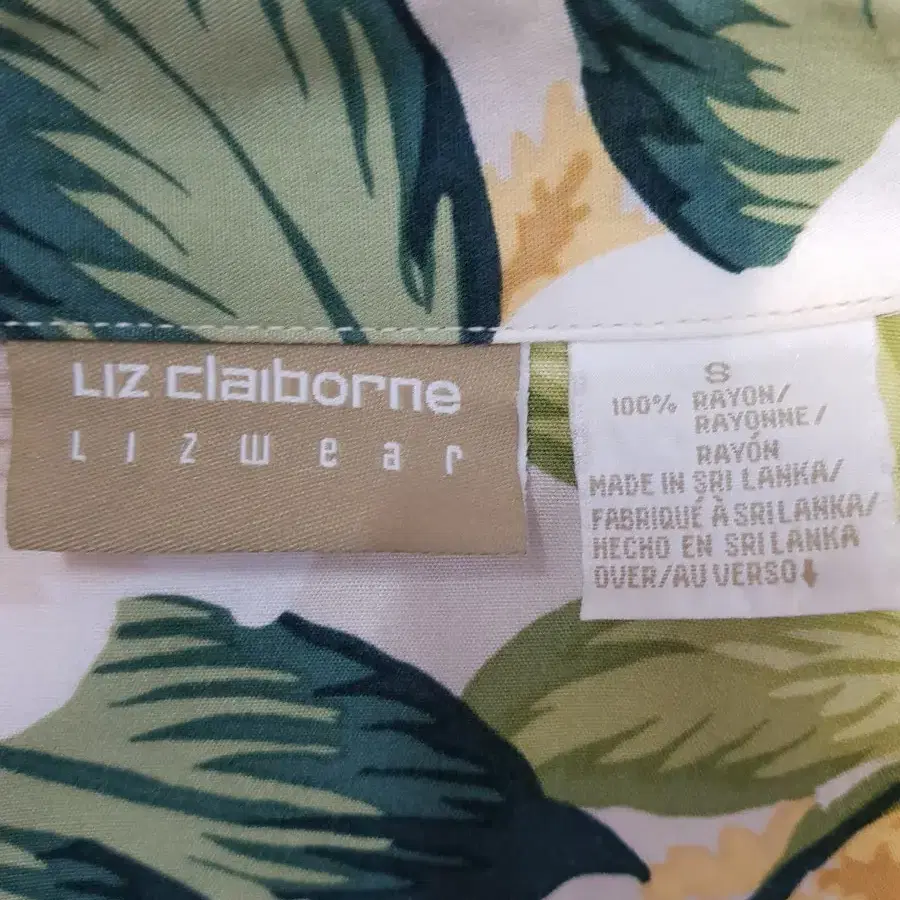 Liz claiborne
Lizwear
S
100% RAYON/
RAYONNE/
RAYÓN
MADE IN SRI LANKA/
FABRIQUÉ À SRI LANKA/
HECHO EN SRI LANKA
OVER/AU VERSO↓